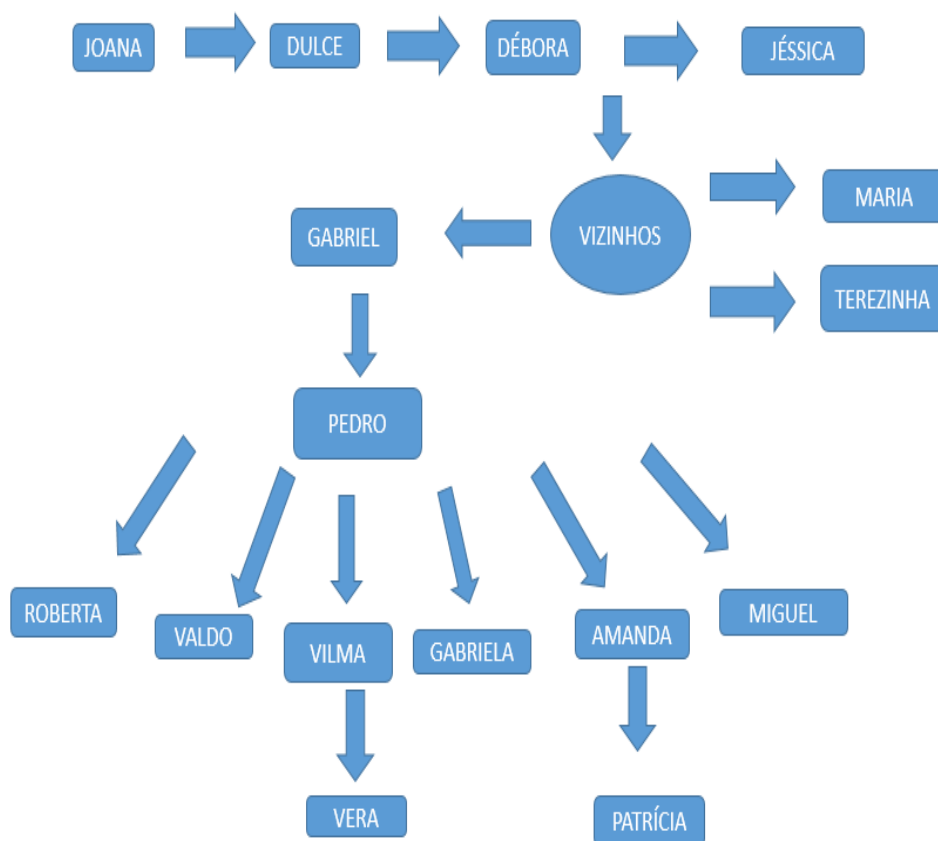 JOANA
DULCE
DÉBORA
JÉSSICA
MARIA
GABRIEL
VIZINHOS
TEREZINHA
PEDRO
ROBERTA
VALDO
VILMA
GABRIELA
AMANDA
MIGUEL
VERA
PATRÍCIA